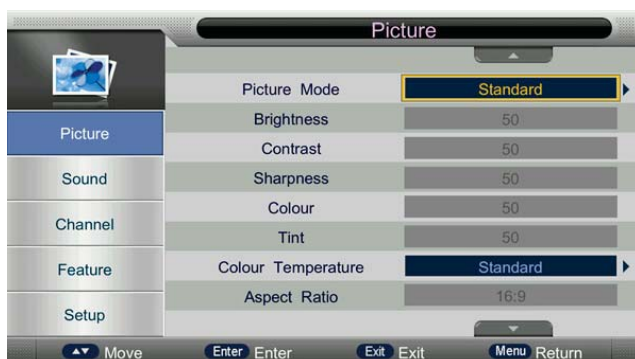 Picture
Picture
Sound
Channel
Feature
Setup
Picture Mode Standard
Brightness 50
Contrast 50
Sharpness 50
Colour 50
Tint 50
Colour Temperature Standard
Aspect Ratio 16:9
Move Enter Enter Exit Exit Menu Return